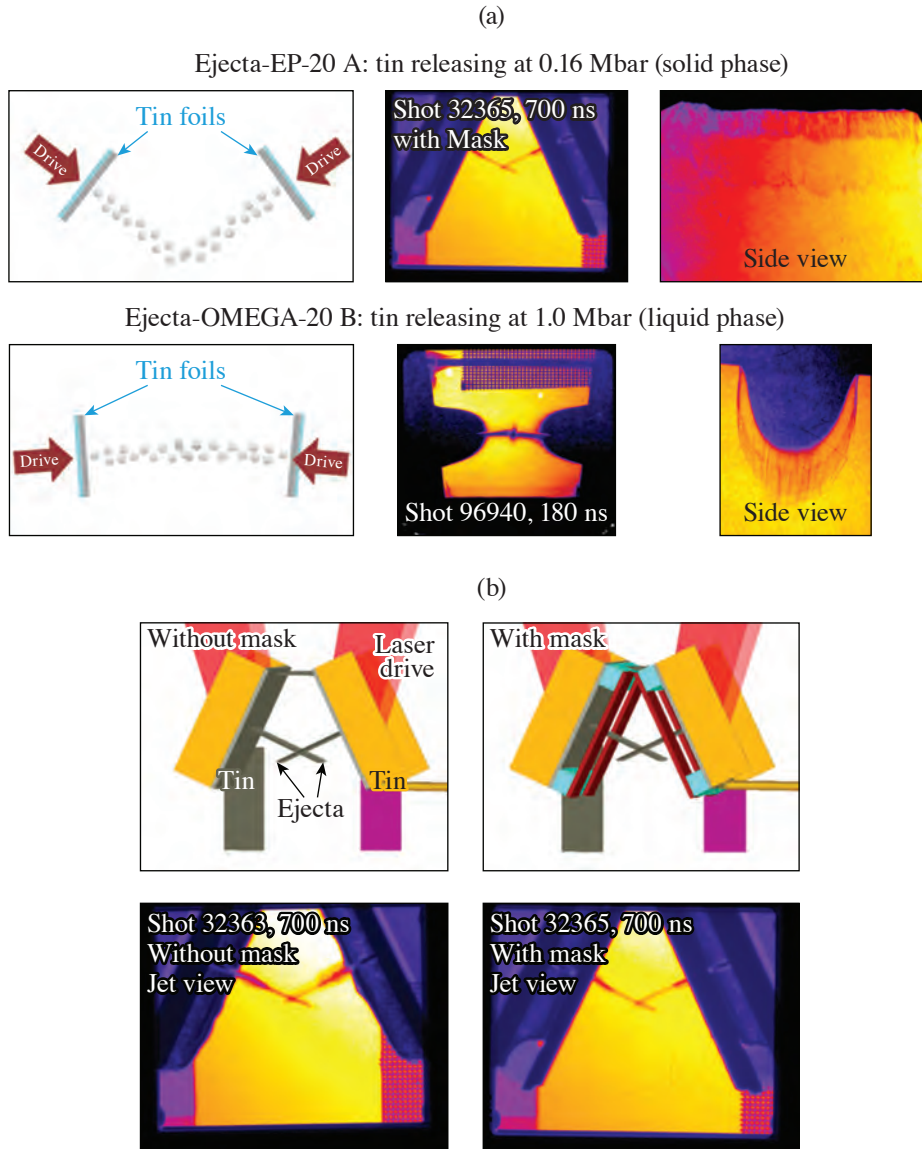 (a)
Ejecta-EP-20 A: tin releasing at 0.16 Mbar (solid phase)
Tin foils
Drive
Drive
Shot 32365, 700 ns
with Mask
Side view
Ejecta-OMEGA-20 B: tin releasing at 1.0 Mbar (liquid phase)
Tin foils
Drive
Drive
Shot 96940, 180 ns
Side view
(b)
Without mask
Laser
drive
Tin
Tin
Ejecta
With mask
Shot 32363, 700 ns
Without mask
Jet view
Shot 32365, 700 ns
With mask
Jet view